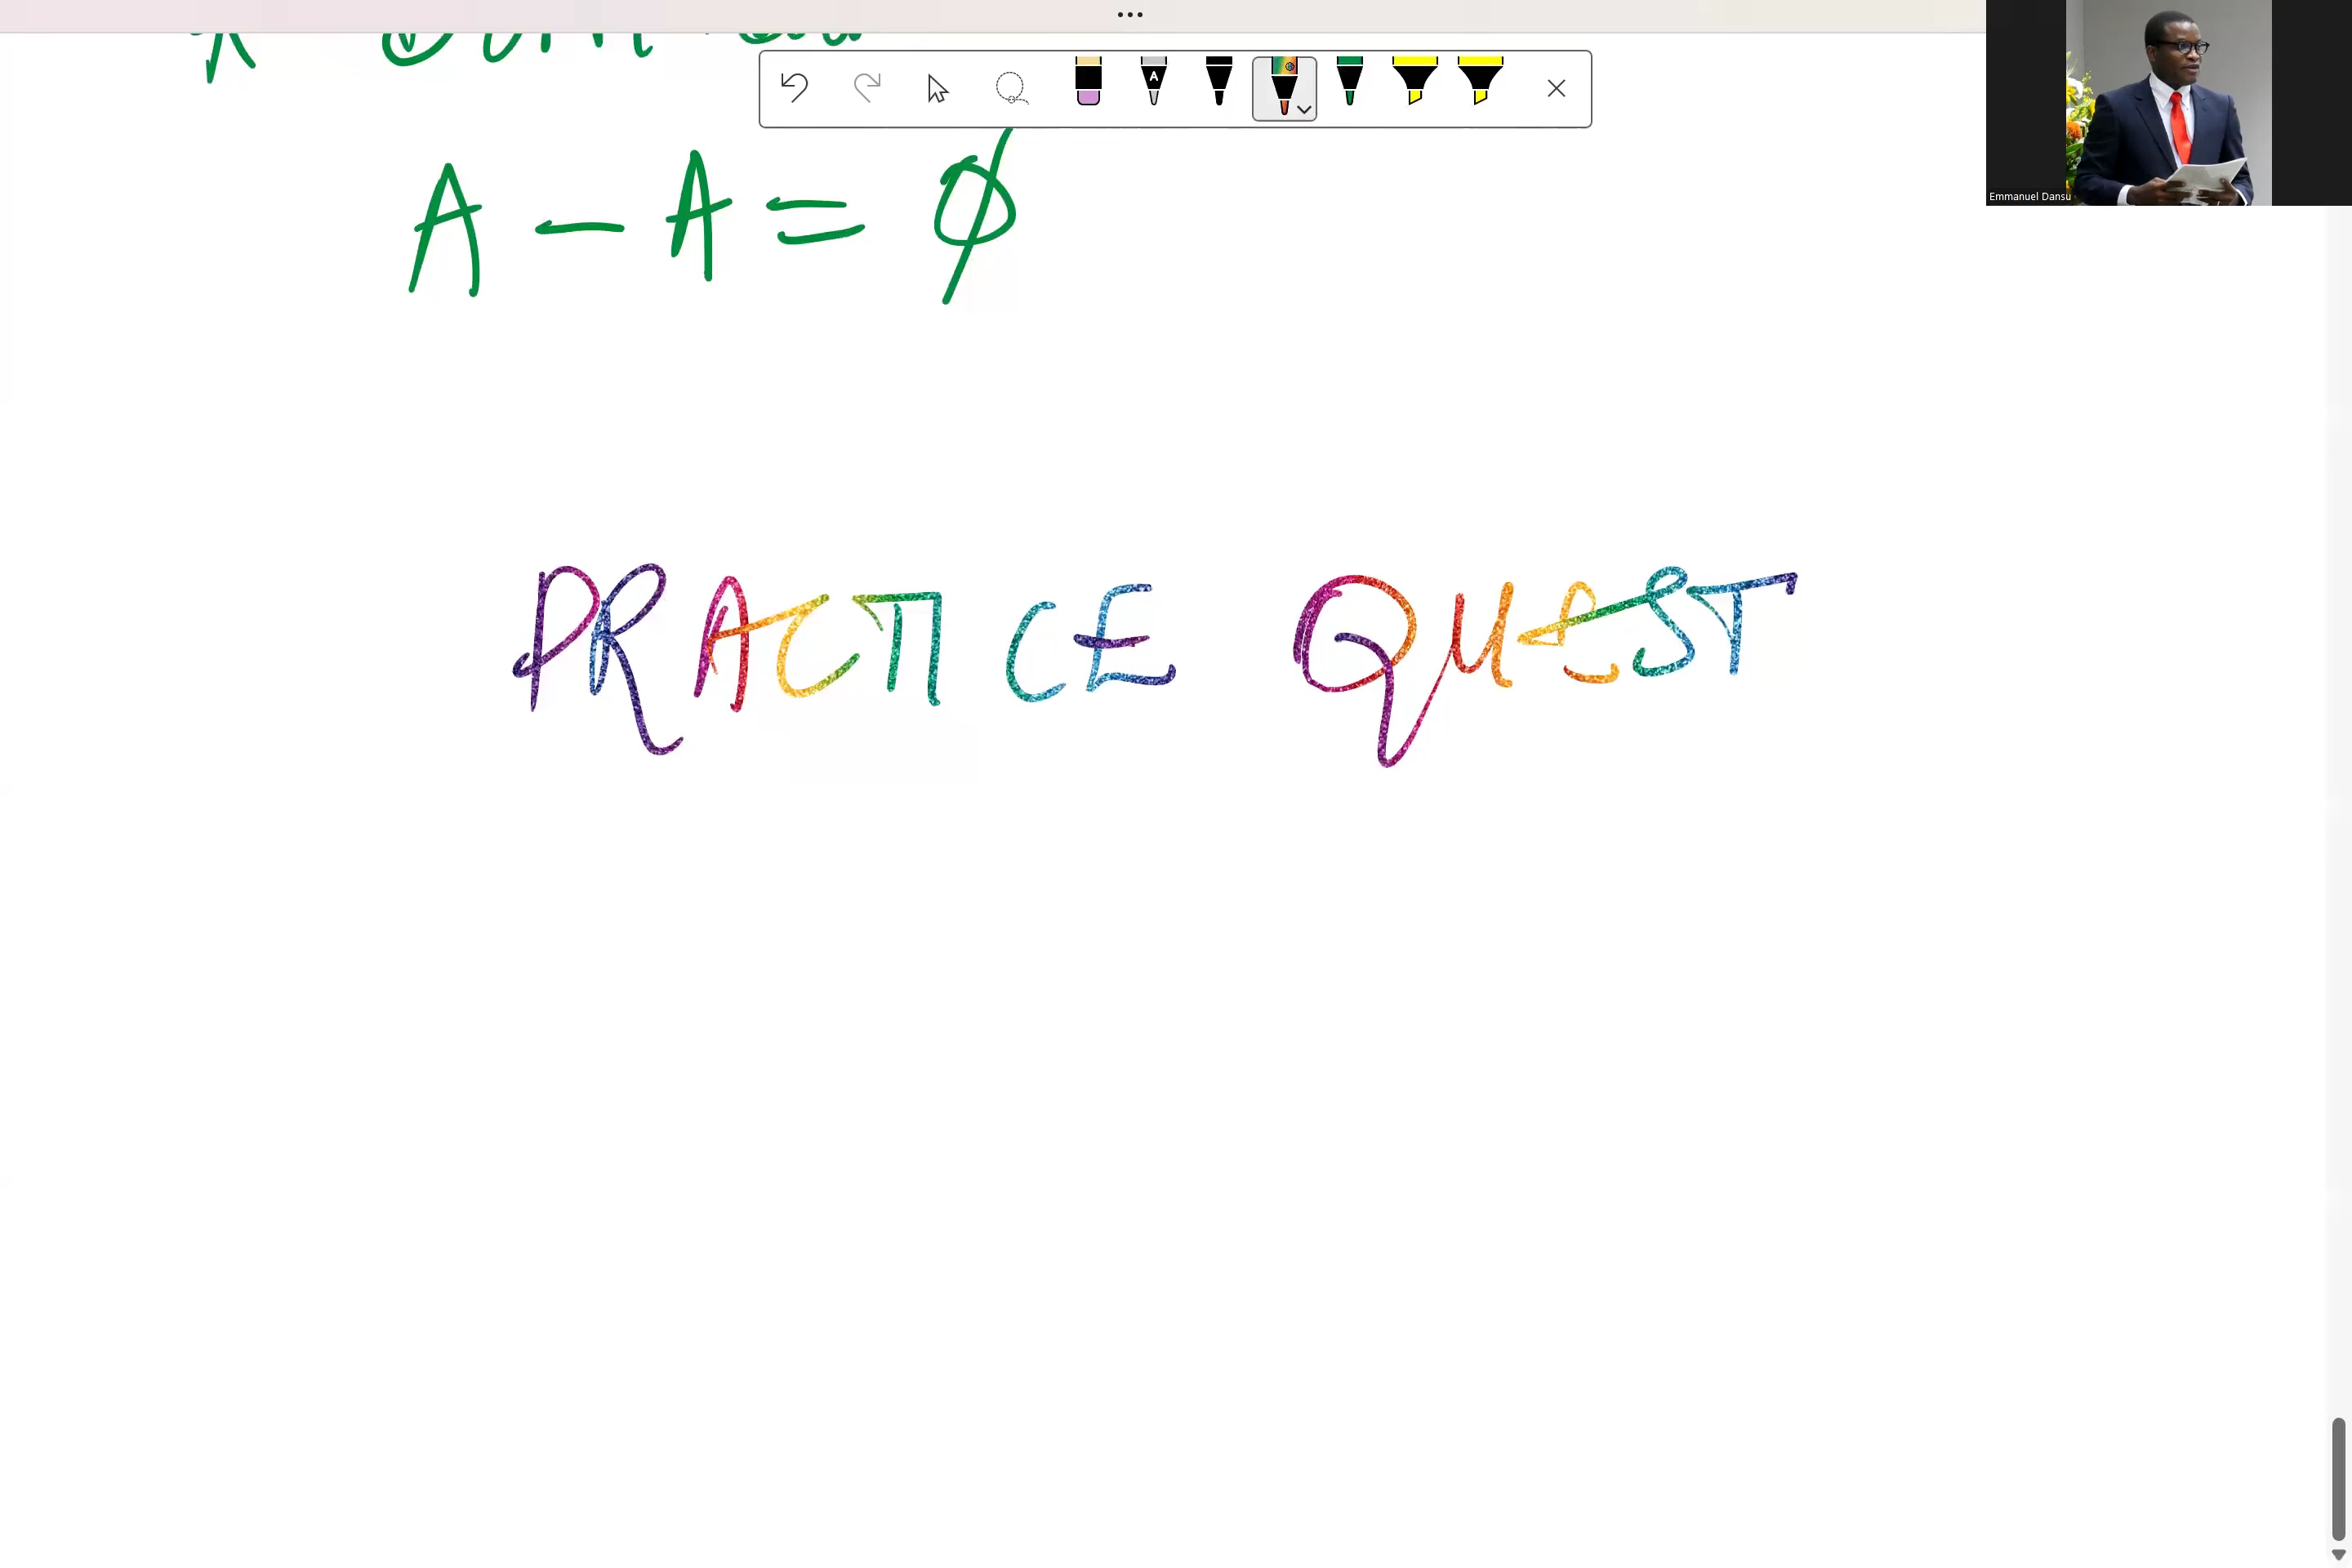 A
Emmanuel Dansu
A - A = ∅
PRACTICE QUEST